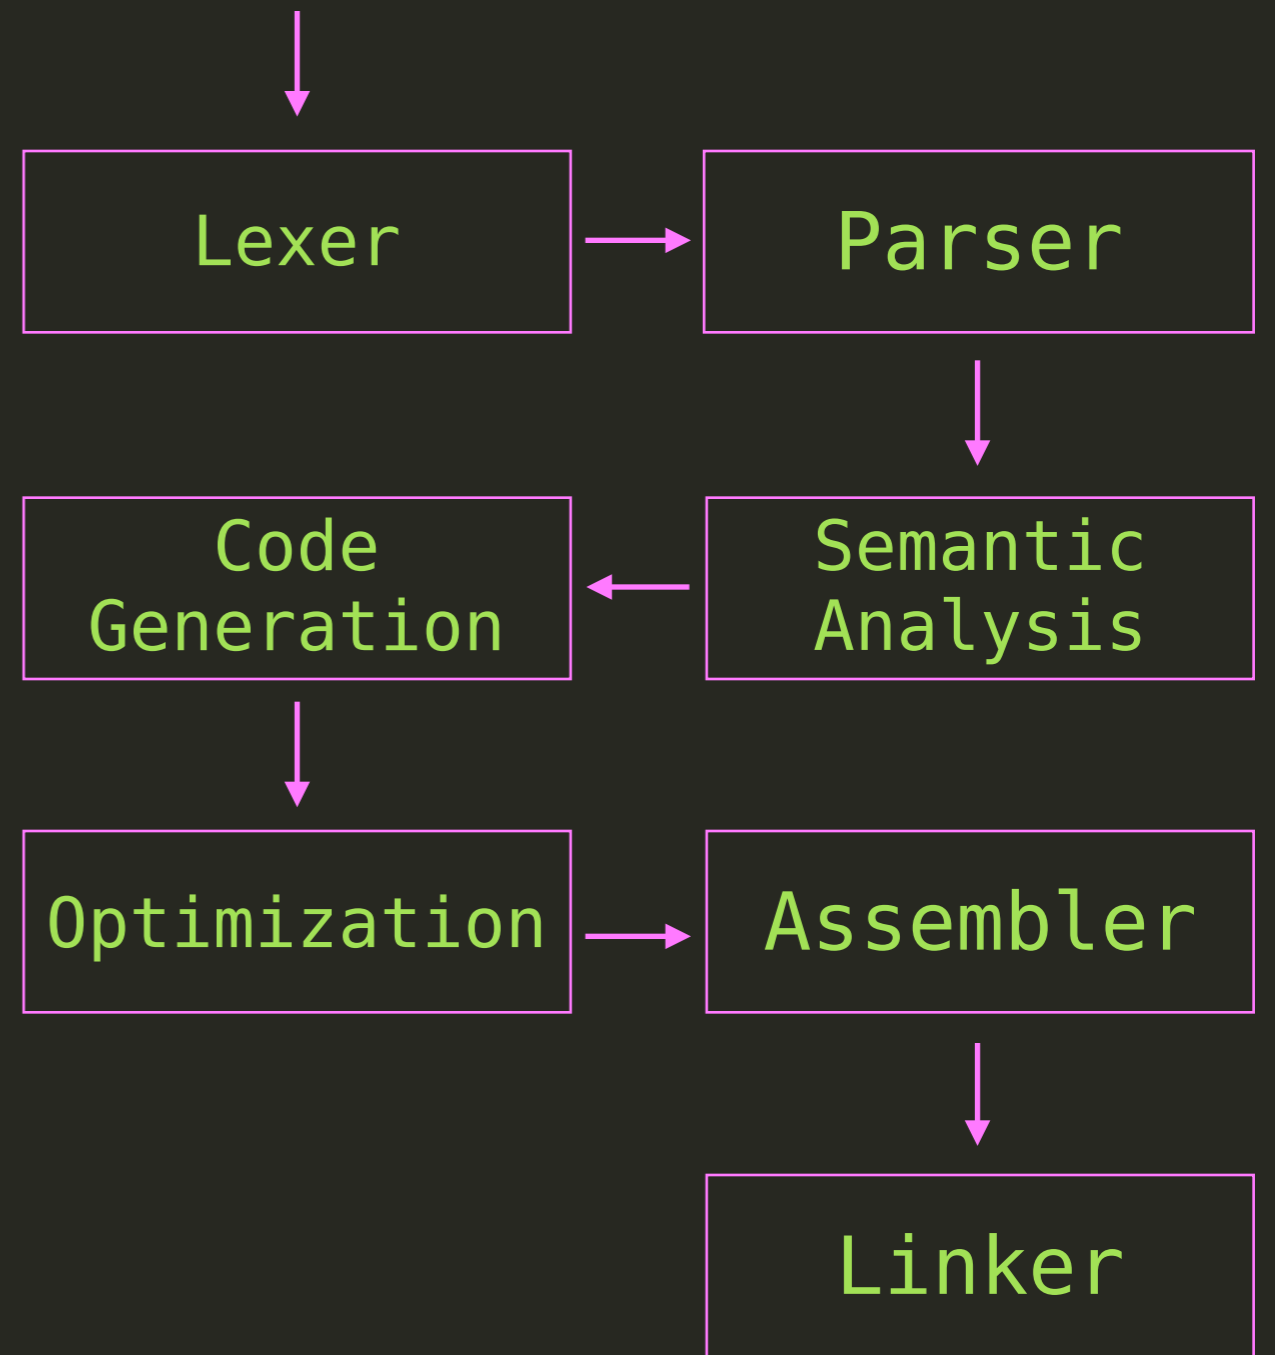 Lexer
Parser
Semantic
Analysis
Code
Generation
Optimization
Assembler
Linker